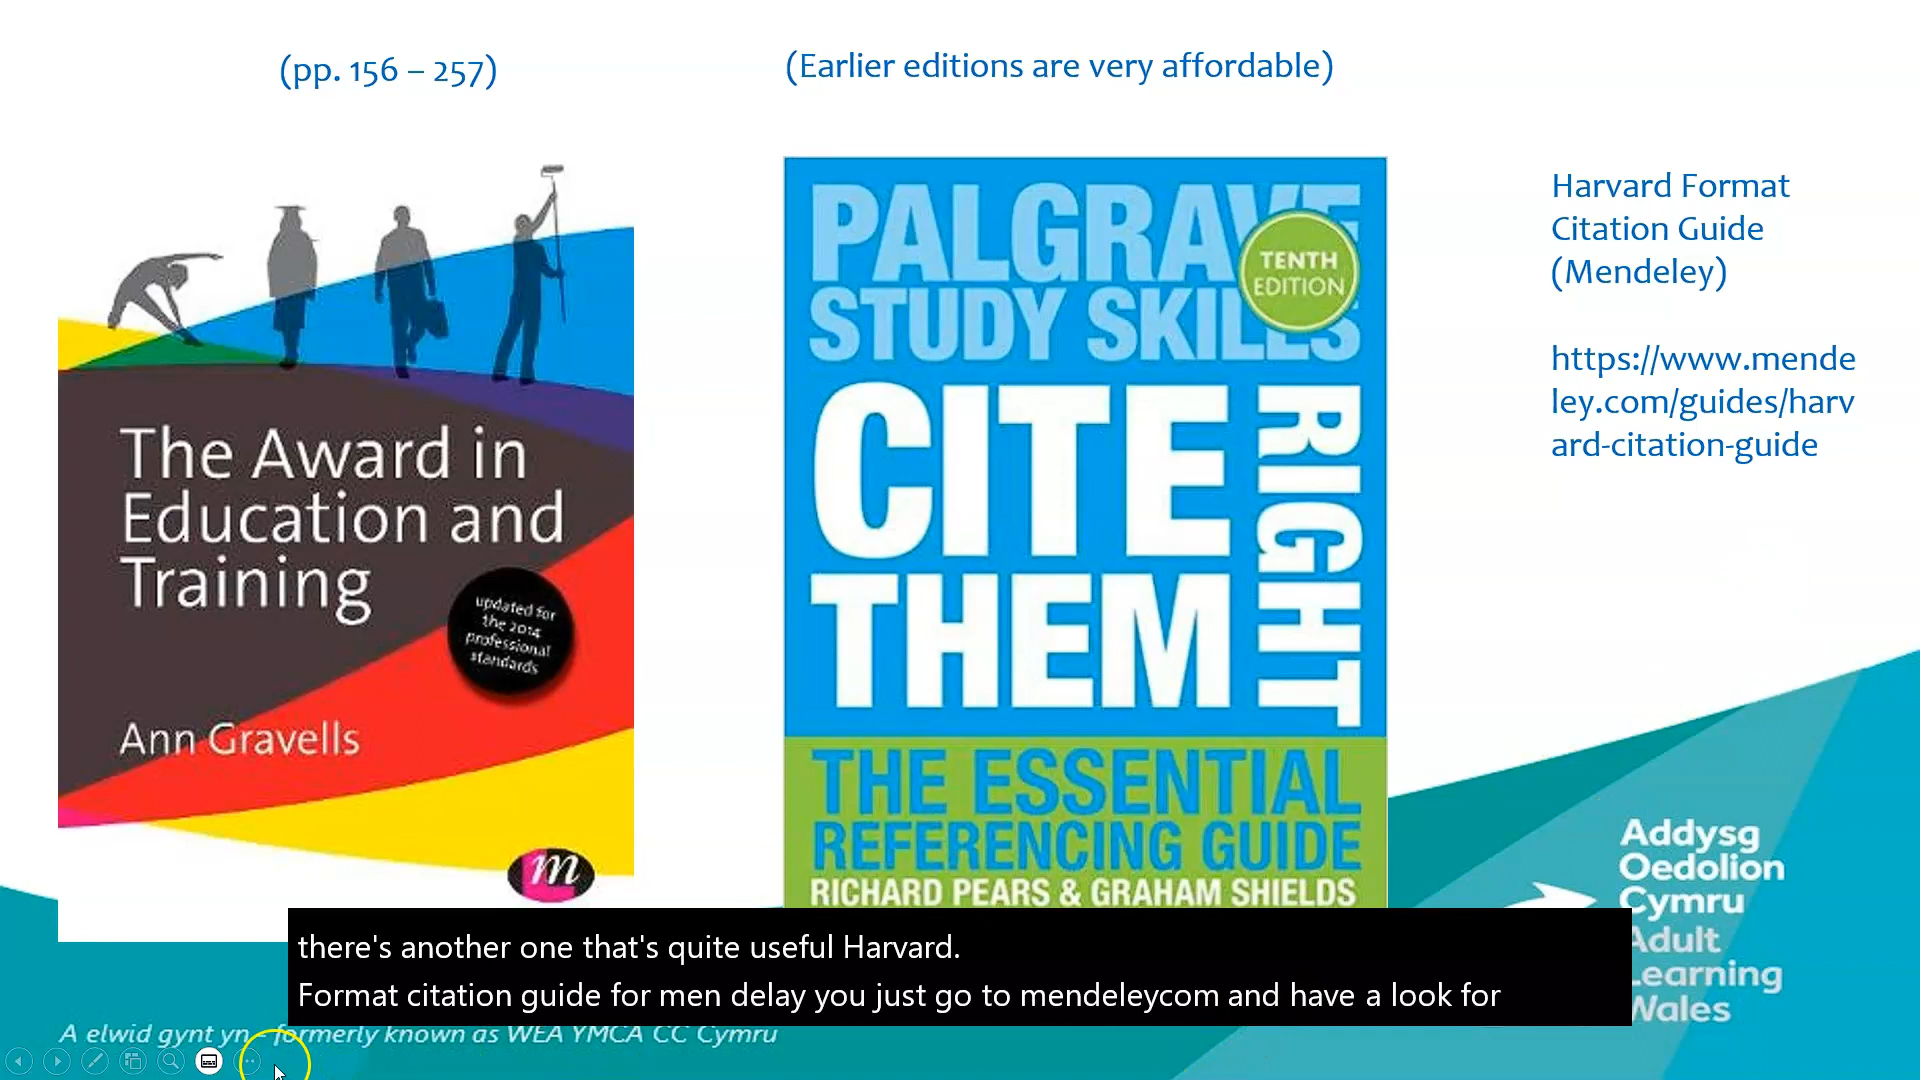 (pp. 156 – 257)
(Earlier editions are very affordable)
The Award in
Education and
Training
updated for
the 2014
professional
standards
Ann Gravells
m
PALGRAVE
STUDY SKILLS
TENTH
EDITION
CITE
THEM
RIGHT
THE ESSENTIAL
REFERENCING GUIDE
RICHARD PEARS & GRAHAM SHIELDS
Harvard Format
Citation Guide
(Mendeley)
https://www.mende
ley.com/guides/harv
ard-citation-guide
Addysg
Oedolion
Cymru
Adult
Learning
Wales
there's another one that's quite useful Harvard.
Format citation guide for men delay you just go to mendeleycom and have a look for
A elwid gynt yn – formerly known as WEA YMCA CC Cymru